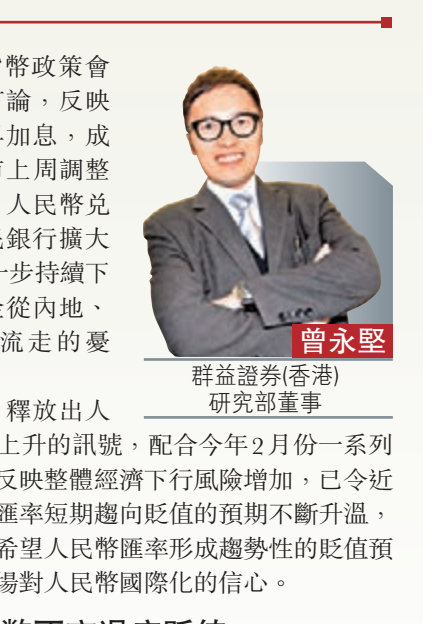 幣政策會
言論，反映
加息，成
上周調整
人民幣兌
銀行擴大
一步持續下
金從內地、
流走的憂
曾永堅
群益證券(香港)
研究部董事
釋放出人
上升的訊號，配合今年2月份一系列
反映整體經濟下行風險增加，已令近
匯率短期趨向貶值的預期不斷升溫，
希望人民幣匯率形成趨勢性的貶值預
場對人民幣國際化的信心。